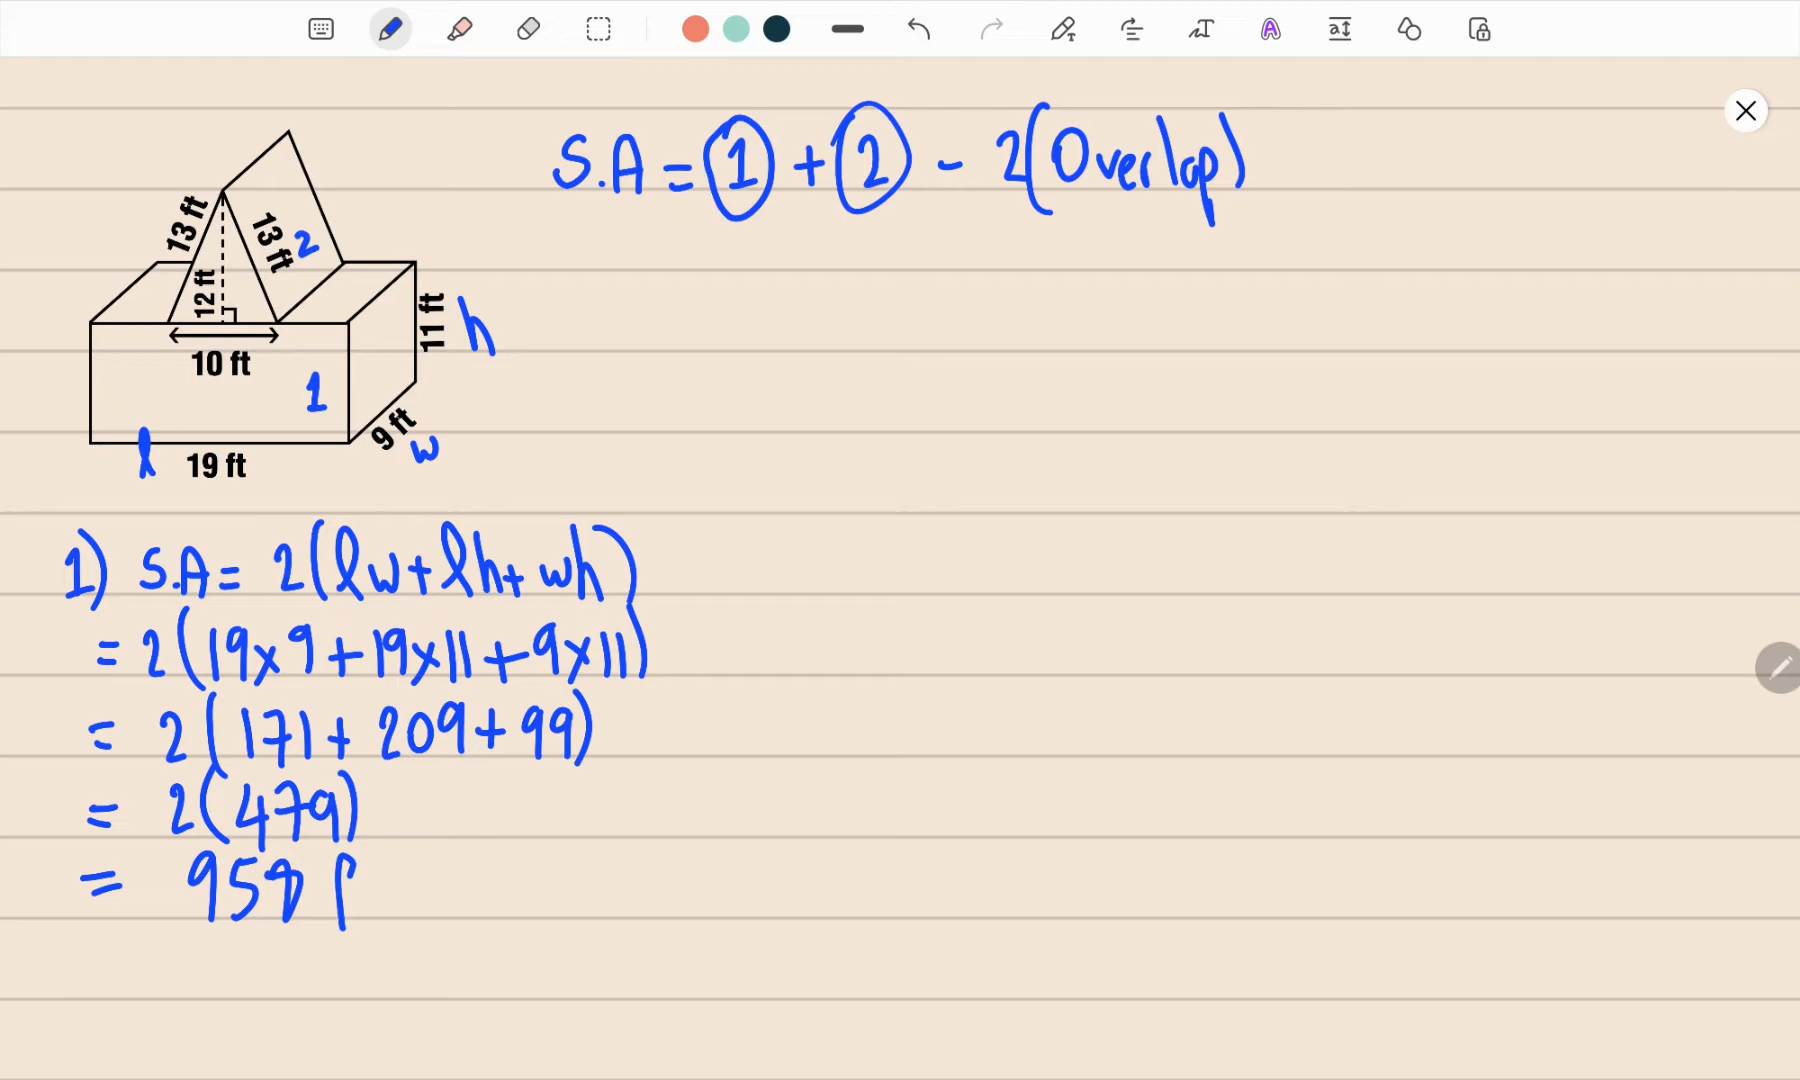 S.A = 1 + 2 - 2(Overlap)
13 ft
13 ft
2
12 ft
11 ft
h
10 ft
1
9 ft
w
l
19 ft
1) S.A = 2(lw + lh + wh)
= 2(19x9 + 19x11 + 9x11)
= 2(171 + 209 + 99)
= 2(479)
= 958